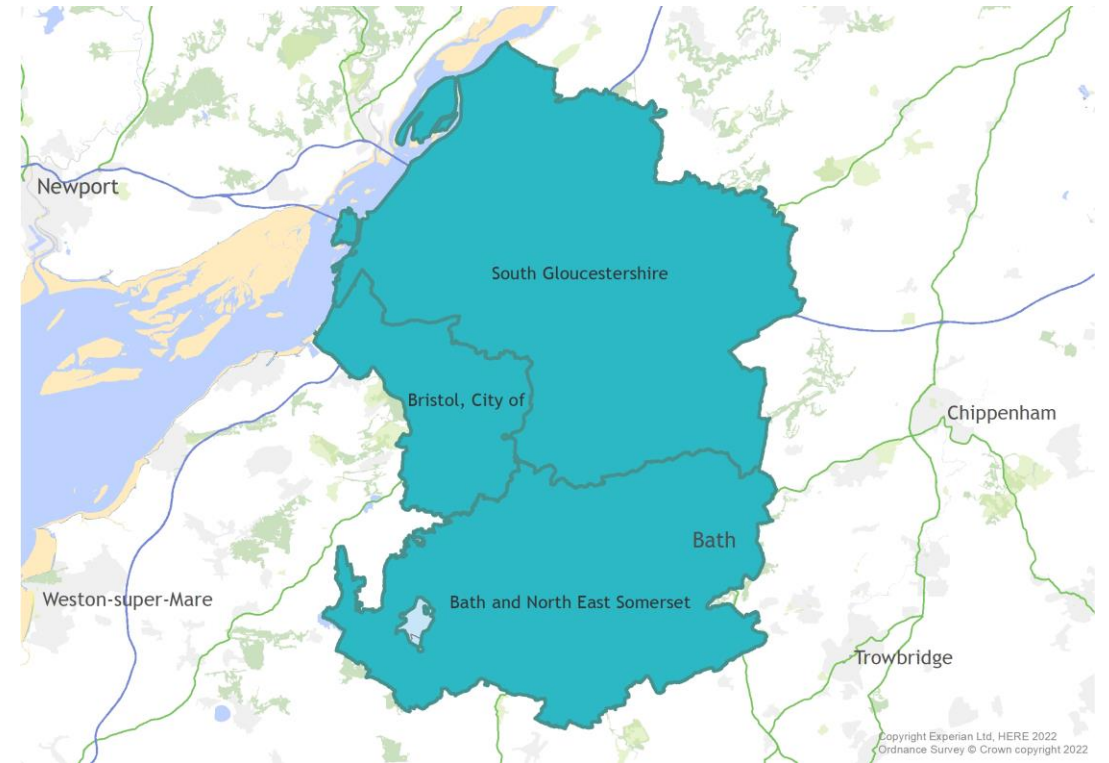 Newport
South Gloucestershire
Bristol, City of
Chippenham
Bath
Weston-super-Mare
Bath and North East Somerset
Trowbridge
Copyright Experian Ltd, HERE 2022
Ordnance Survey © Crown copyright 2022